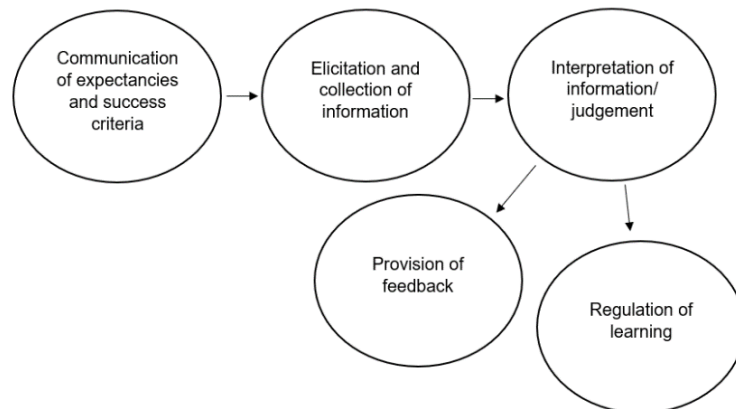 Communication
of expectancies
and success
criteria
Elicitation and
collection of
information
Interpretation of
information/
judgement
Provision of
feedback
Regulation of
learning